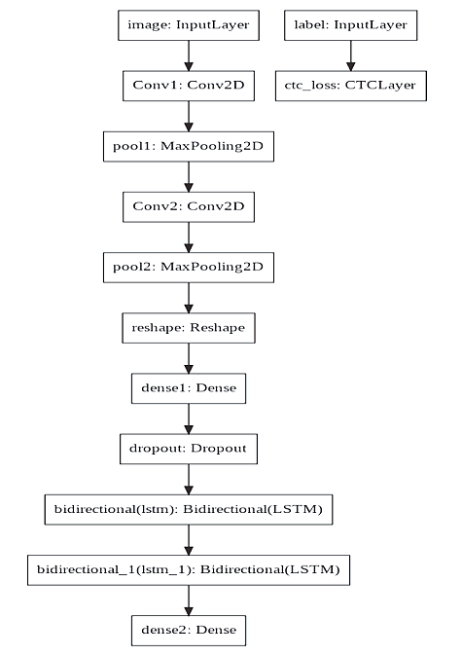 image: InputLayer
label: InputLayer
Conv1: Conv2D
ctc_loss: CTCLayer
pool1: MaxPooling2D
Conv2: Conv2D
pool2: MaxPooling2D
reshape: Reshape
dense1: Dense
dropout: Dropout
bidirectional(lstm): Bidirectional(LSTM)
bidirectional_1(lstm_1): Bidirectional(LSTM)
dense2: Dense